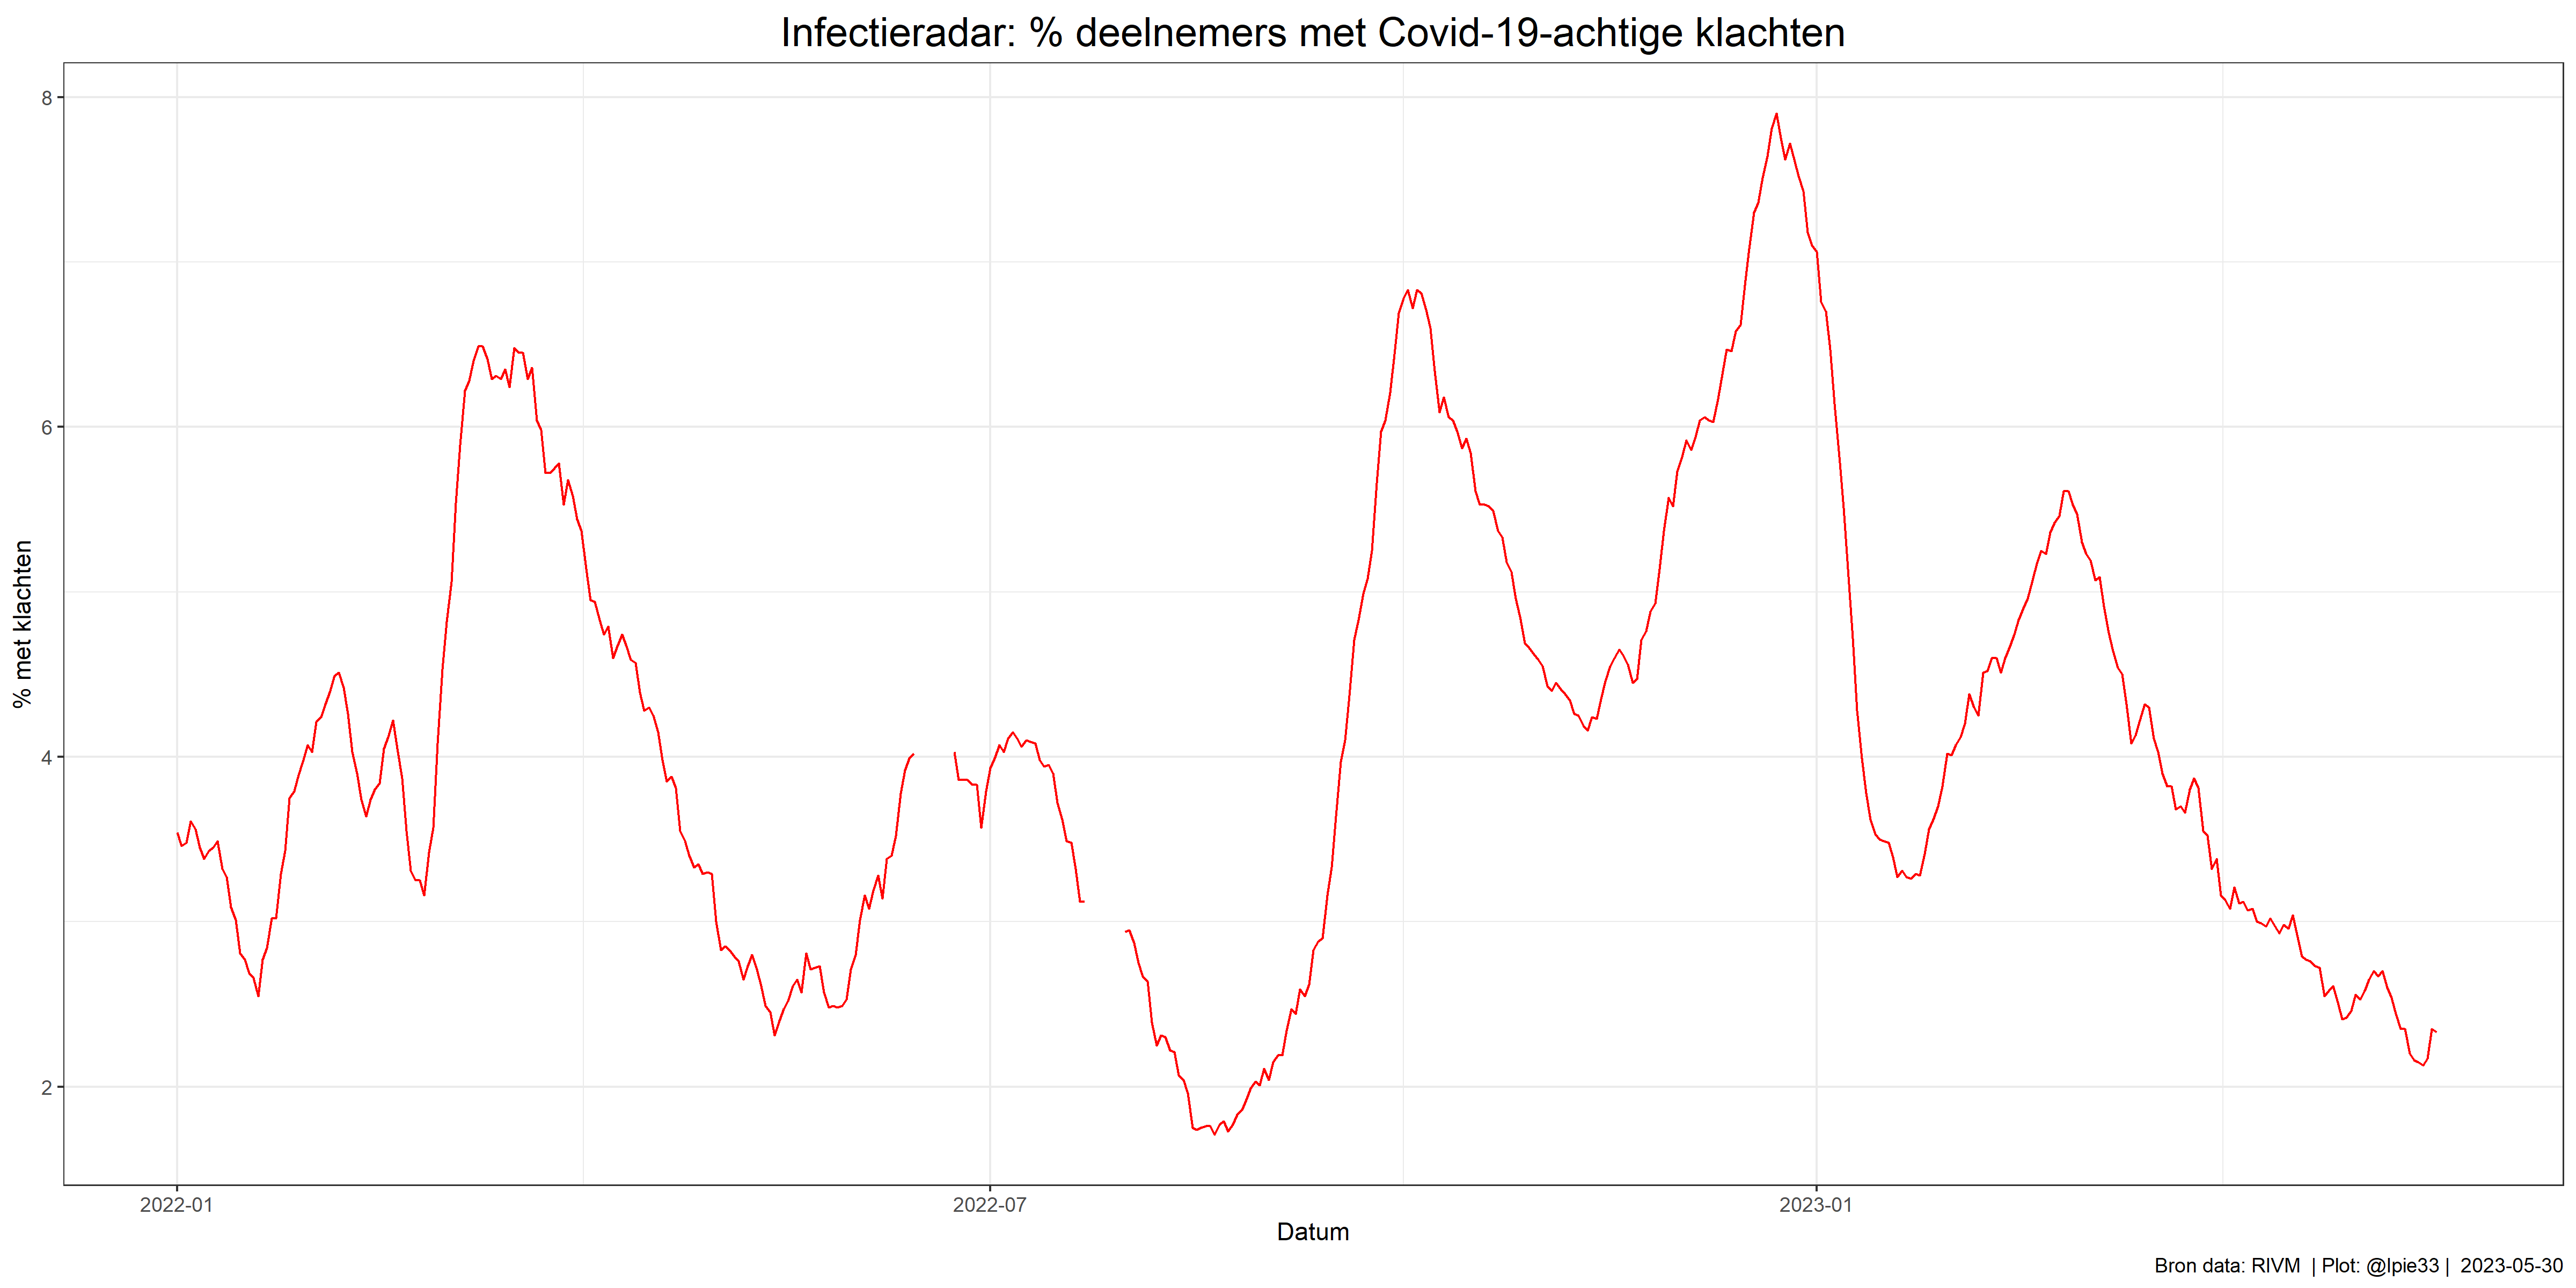 Infectieradar: % deelnemers met Covid-19-achtige klachten
8
6
4
2
% met klachten
2022-01
2022-07
2023-01
Datum
Bron data: RIVM | Plot: @lpie33 | 2023-05-30